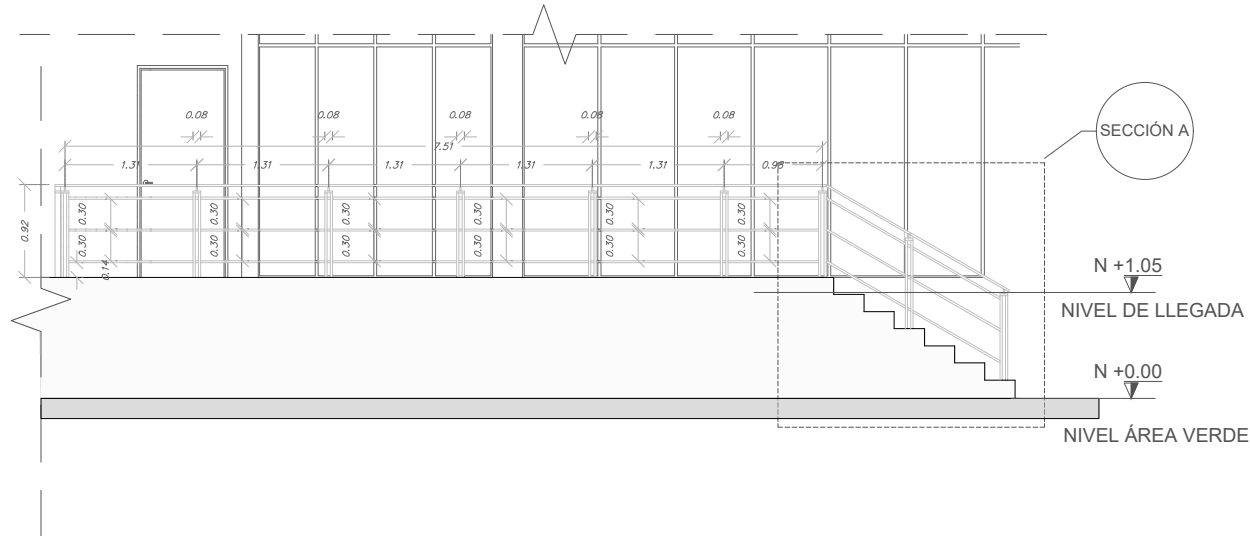 0.08 0.08 0.08 0.08 0.08
7.51
1.31 1.31 1.31 1.31 1.31 0.96
0.92
0.30 0.30 0.30 0.30 0.30 0.30
0.30 0.30 0.30 0.30 0.30 0.30
0.14
SECCIÓN A
N +1.05
NIVEL DE LLEGADA
N +0.00
NIVEL ÁREA VERDE